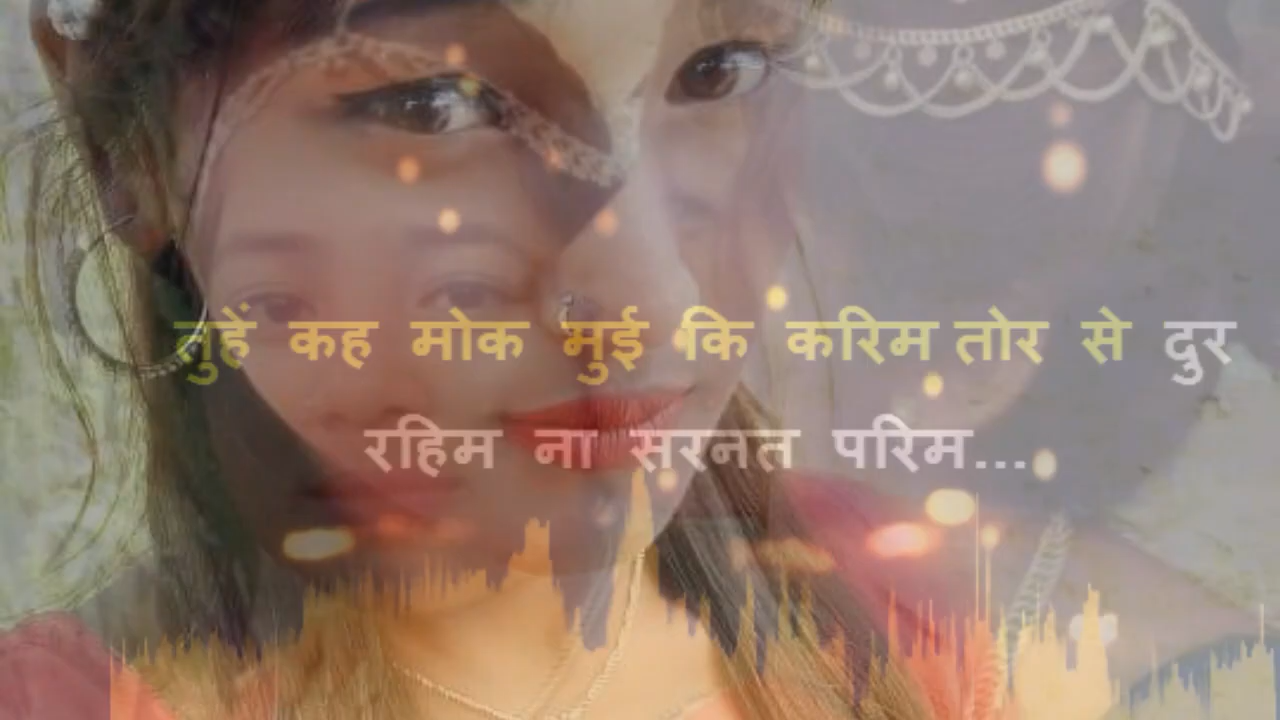 तुहें कह मोक मुई कि करिम तोर से दुर
रहिम ना सरनत परिम...